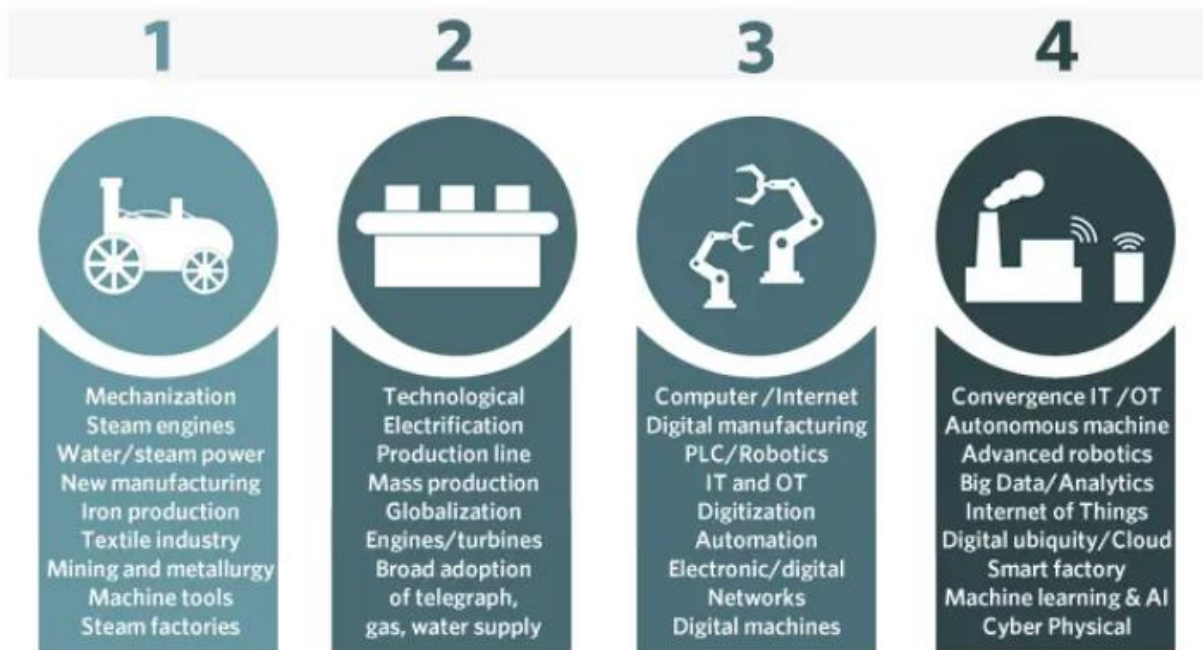 1
2
3
4
Mechanization
Steam engines
Water/steam power
New manufacturing
Iron production
Textile industry
Mining and metallurgy
Machine tools
Steam factories
Technological
Electrification
Production line
Mass production
Globalization
Engines/turbines
Broad adoption
of telegraph,
gas, water supply
Computer /Internet
Digital manufacturing
PLC/Robotics
IT and OT
Digitization
Automation
Electronic/digital
Networks
Digital machines
Convergence IT /OT
Autonomous machine
Advanced robotics
Big Data/Analytics
Internet of Things
Digital ubiquity/Cloud
Smart factory
Machine learning & AI
Cyber Physical